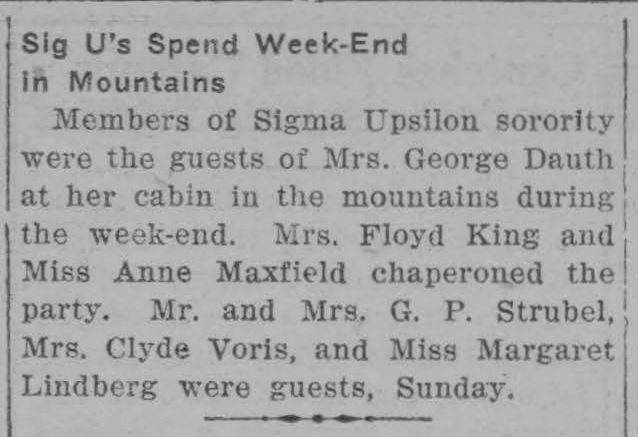 Sig U's Spend Week-End
in Mountains
Members of Sigma Upsilon sorority
were the guests of Mrs. George Dauth
at her cabin in the mountains during
the week-end. Mrs. Floyd King and
Miss Anne Maxfield chaperoned the
party. Mr. and Mrs. G. P. Strubel,
Mrs. Clyde Voris, and Miss Margaret
Lindberg were guests, Sunday.